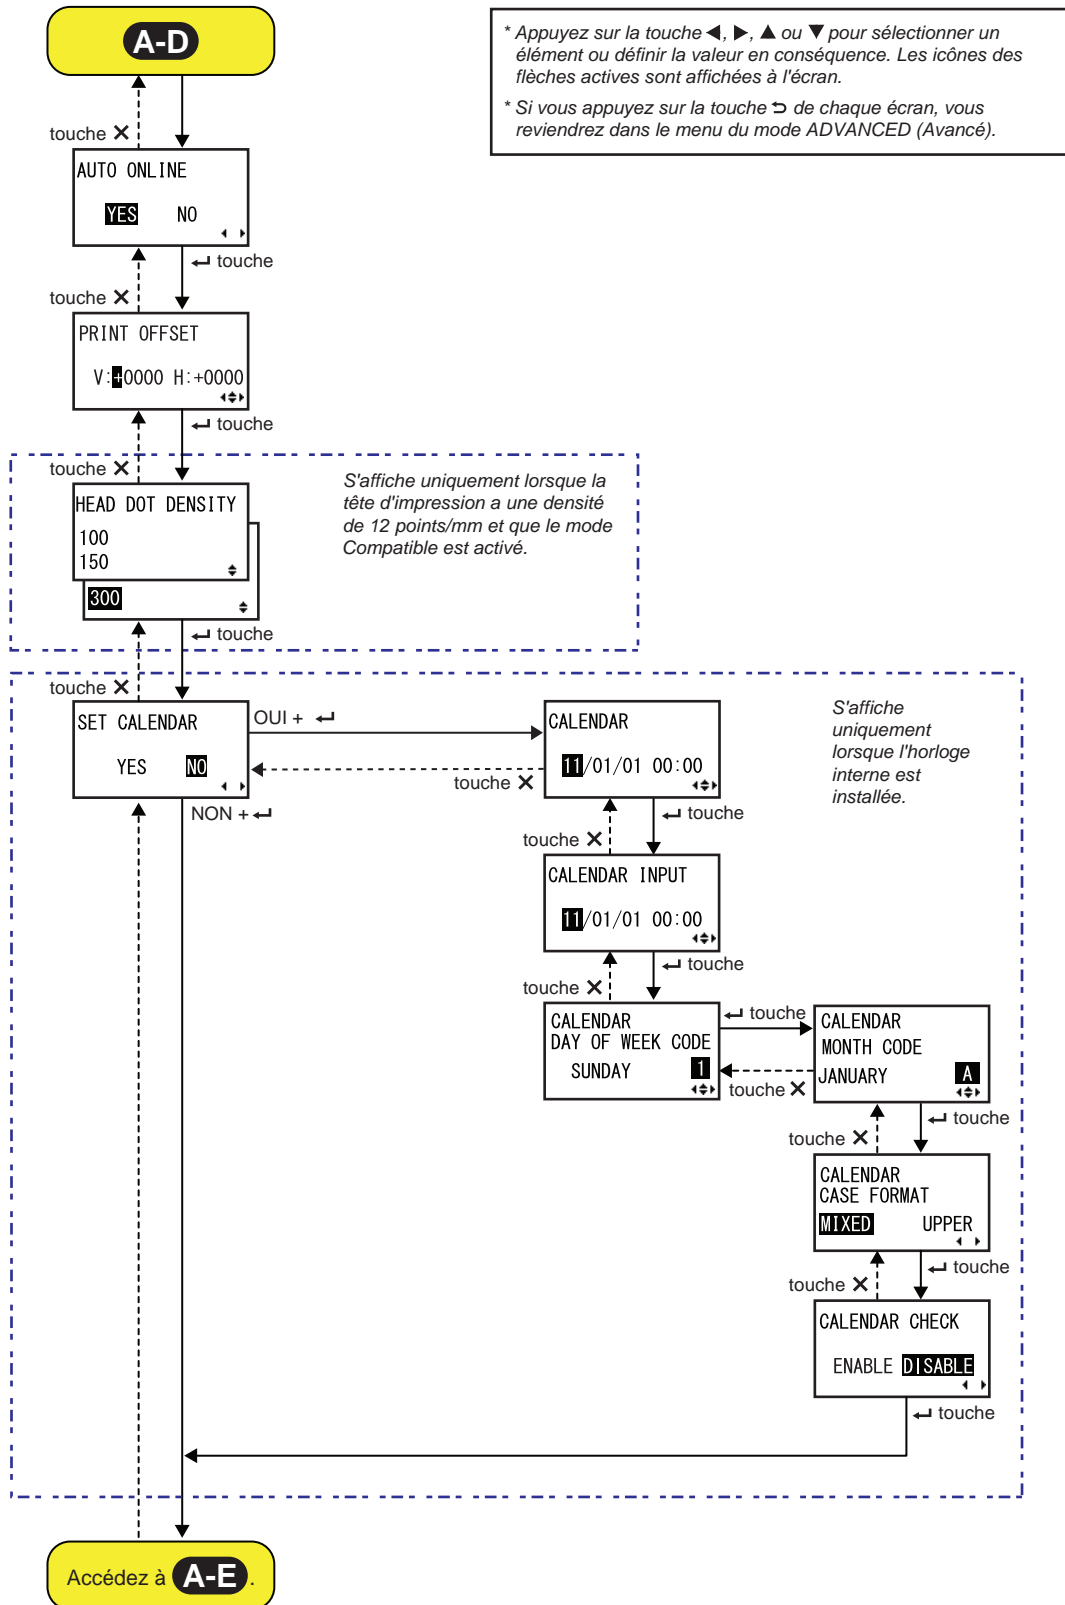 A-D
* Appuyez sur la touche ◀, ▶, ▲ ou ▼ pour sélectionner un
élément ou définir la valeur en conséquence. Les icônes des
flèches actives sont affichées à l'écran.
* Si vous appuyez sur la touche ⮌ de chaque écran, vous
reviendrez dans le menu du mode ADVANCED (Avancé).
touche ✕
AUTO ONLINE
YES NO
↵ touche
touche ✕
PRINT OFFSET
V:+0000 H:+0000
↵ touche
touche ✕
HEAD DOT DENSITY
100
150
300
S'affiche uniquement lorsque la
tête d'impression a une densité
de 12 points/mm et que le mode
Compatible est activé.
↵ touche
touche ✕
SET CALENDAR
YES NO
OUI + ↵
NON + ↵
CALENDAR
11/01/01 00:00
touche ✕
S'affiche
uniquement
lorsque l'horloge
interne est
installée.
↵ touche
touche ✕
CALENDAR INPUT
11/01/01 00:00
↵ touche
touche ✕
CALENDAR
DAY OF WEEK CODE
SUNDAY 1
↵ touche
touche ✕
CALENDAR
MONTH CODE
JANUARY A
↵ touche
touche ✕
CALENDAR
CASE FORMAT
MIXED UPPER
↵ touche
touche ✕
CALENDAR CHECK
ENABLE DISABLE
↵ touche
Accédez à A-E .